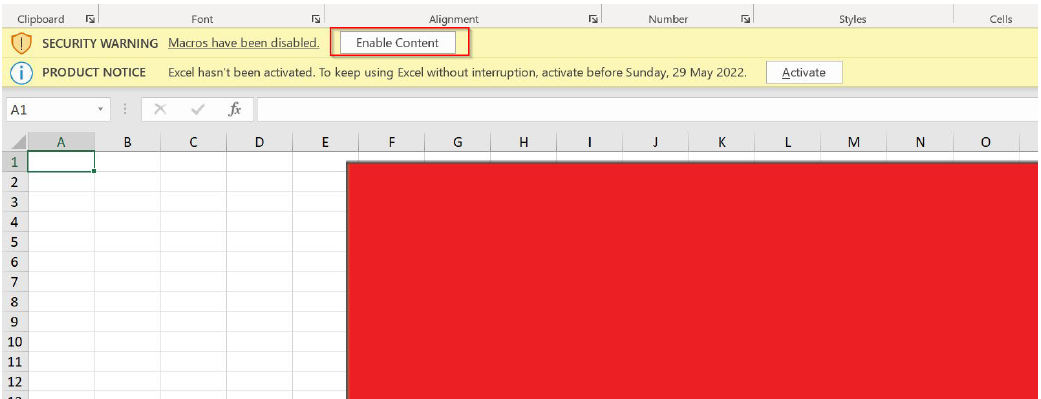 Clipboard Font Alignment Number Styles Cells
SECURITY WARNING Macros have been disabled. Enable Content
PRODUCT NOTICE Excel hasn't been activated. To keep using Excel without interruption, activate before Sunday, 29 May 2022. Activate
A1 fx
A B C D E F G H I J K L M N O
1
2
3
4
5
6
7
8
9
10
11
12